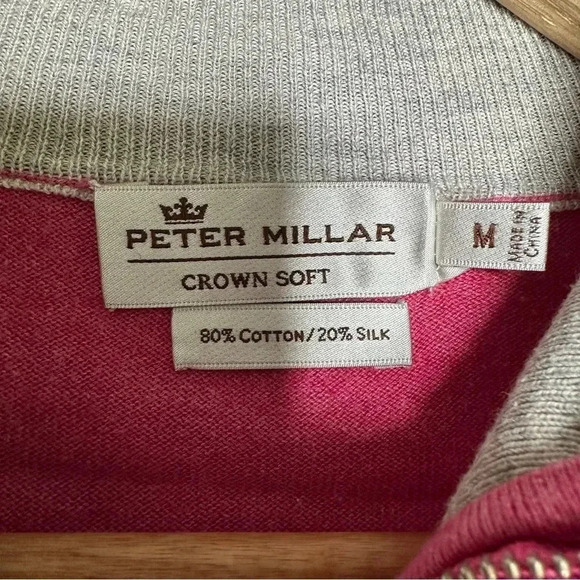 PETER MILLAR
CROWN SOFT
80% COTTON/20% SILK
M
MADE IN
CHINA